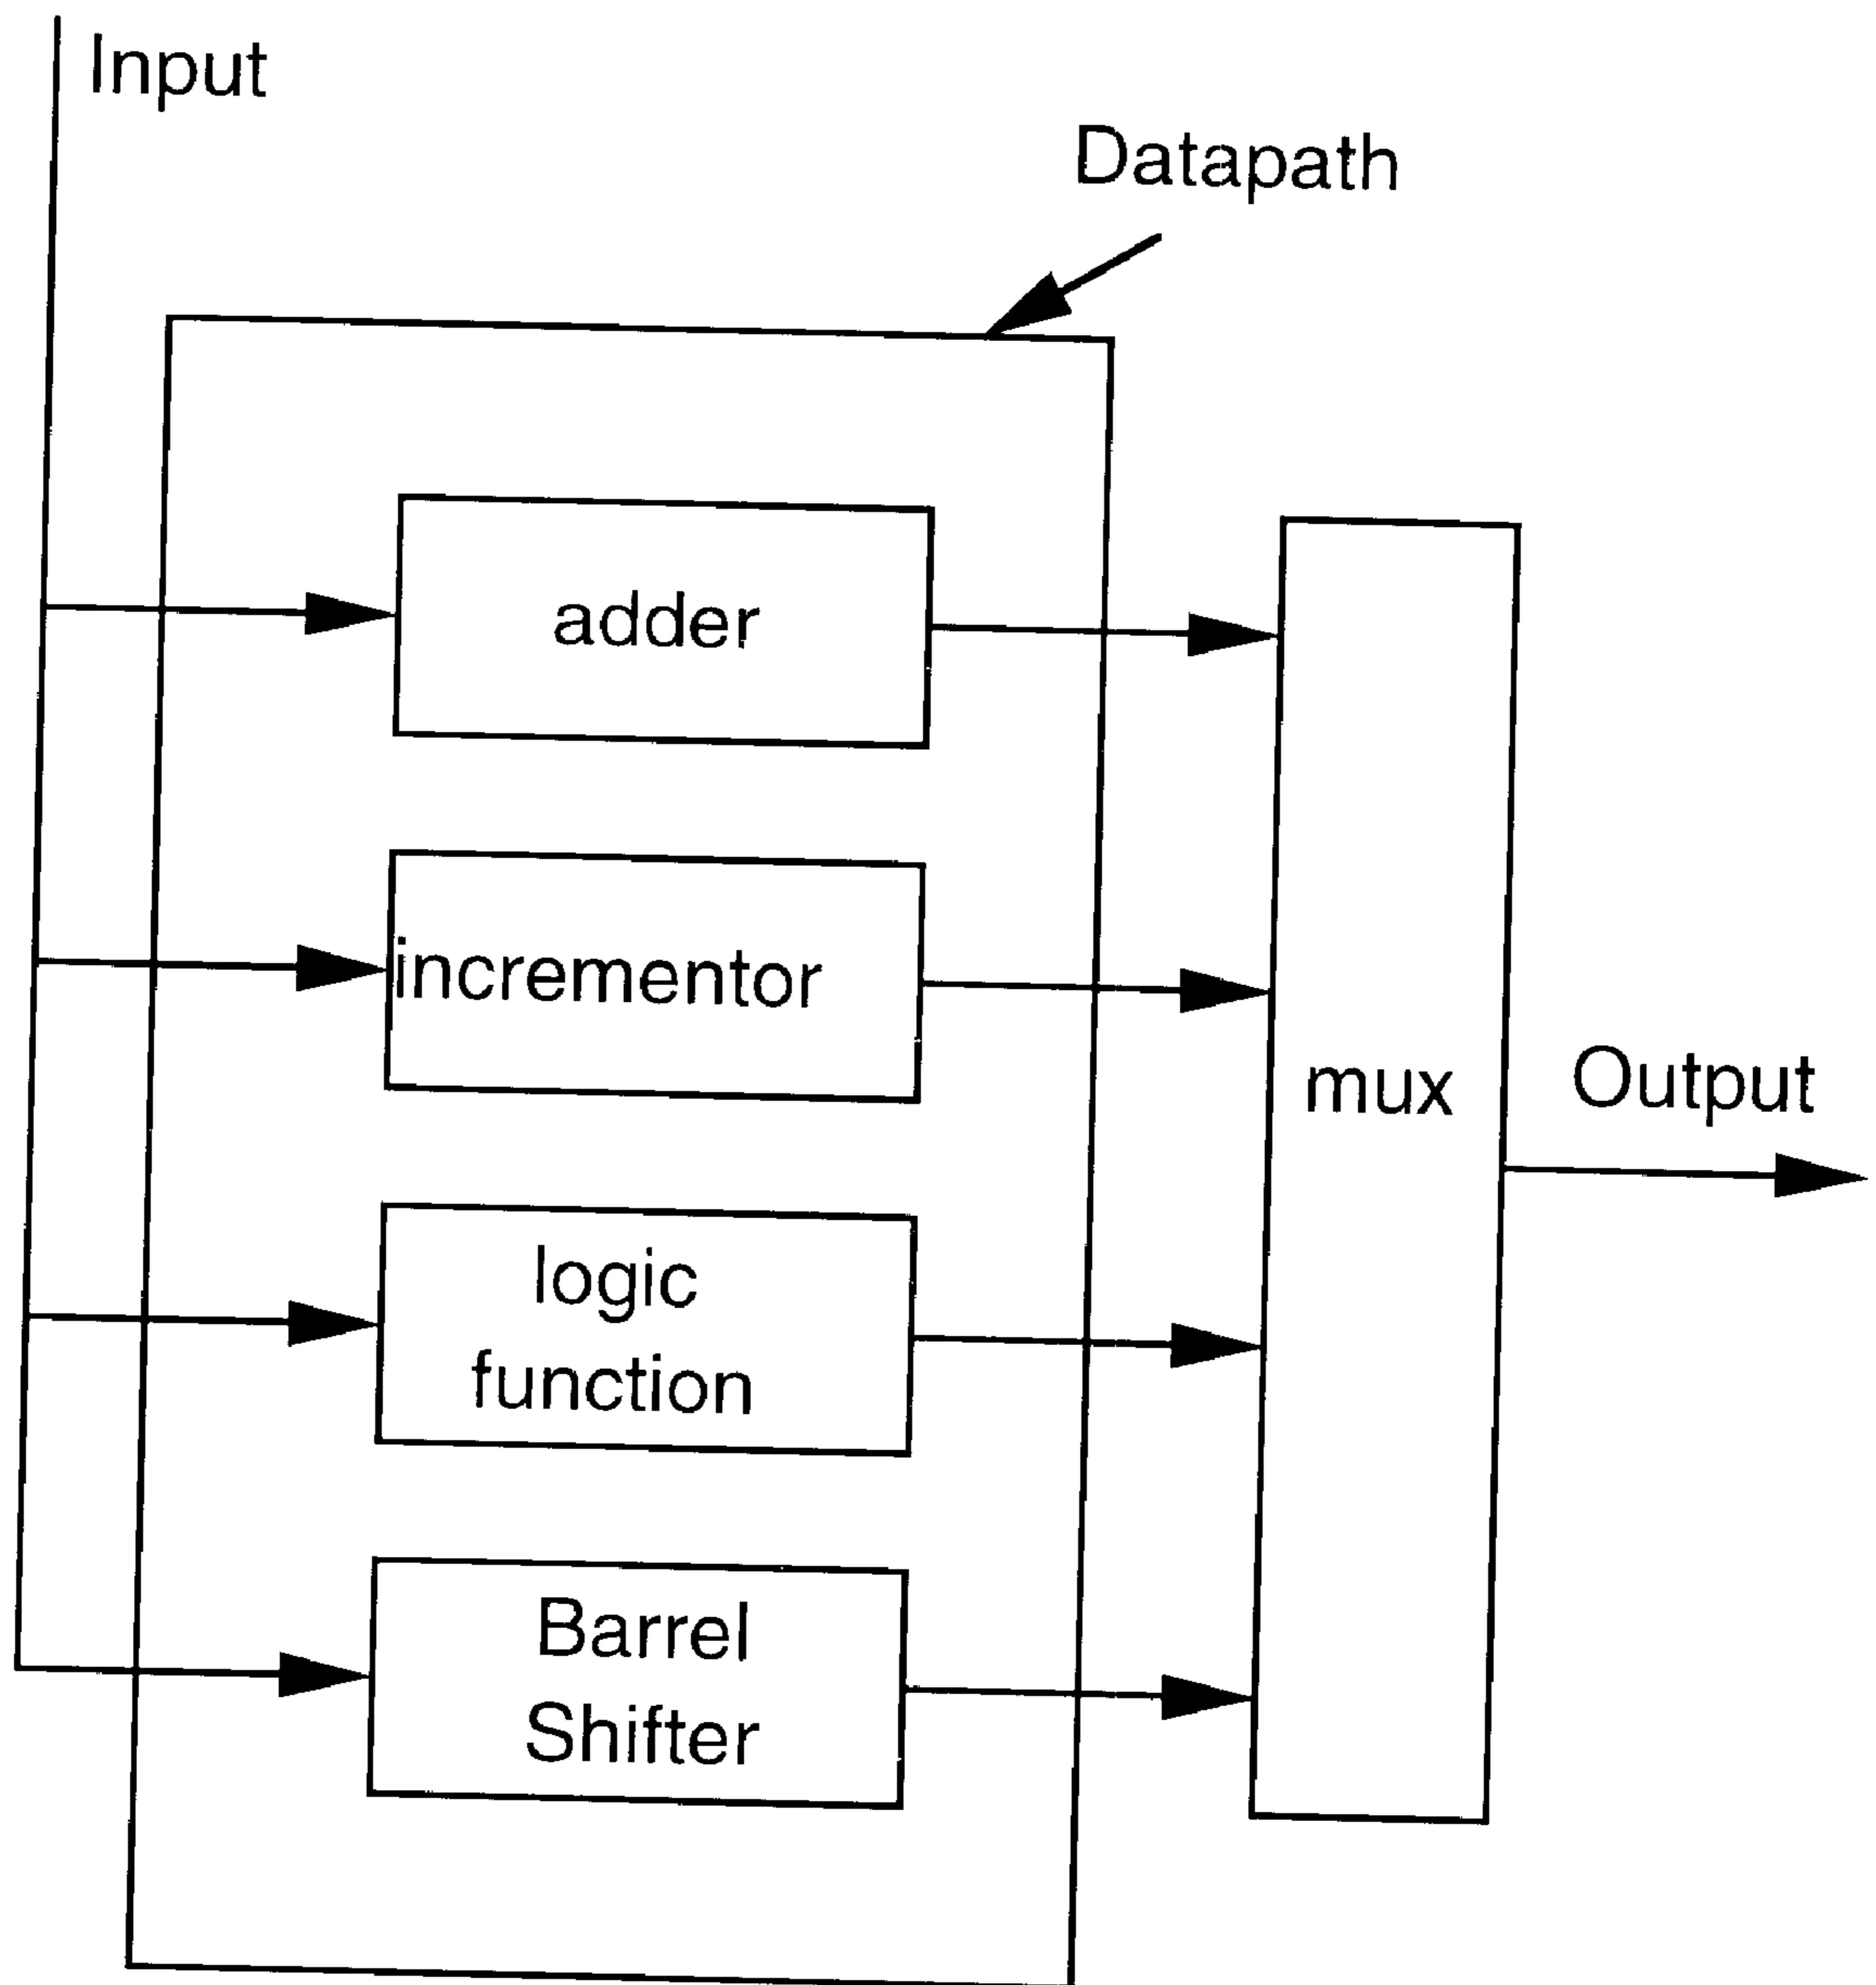 Input
Datapath
adder
incrementor
logic
function
Barrel
Shifter
mux
Output